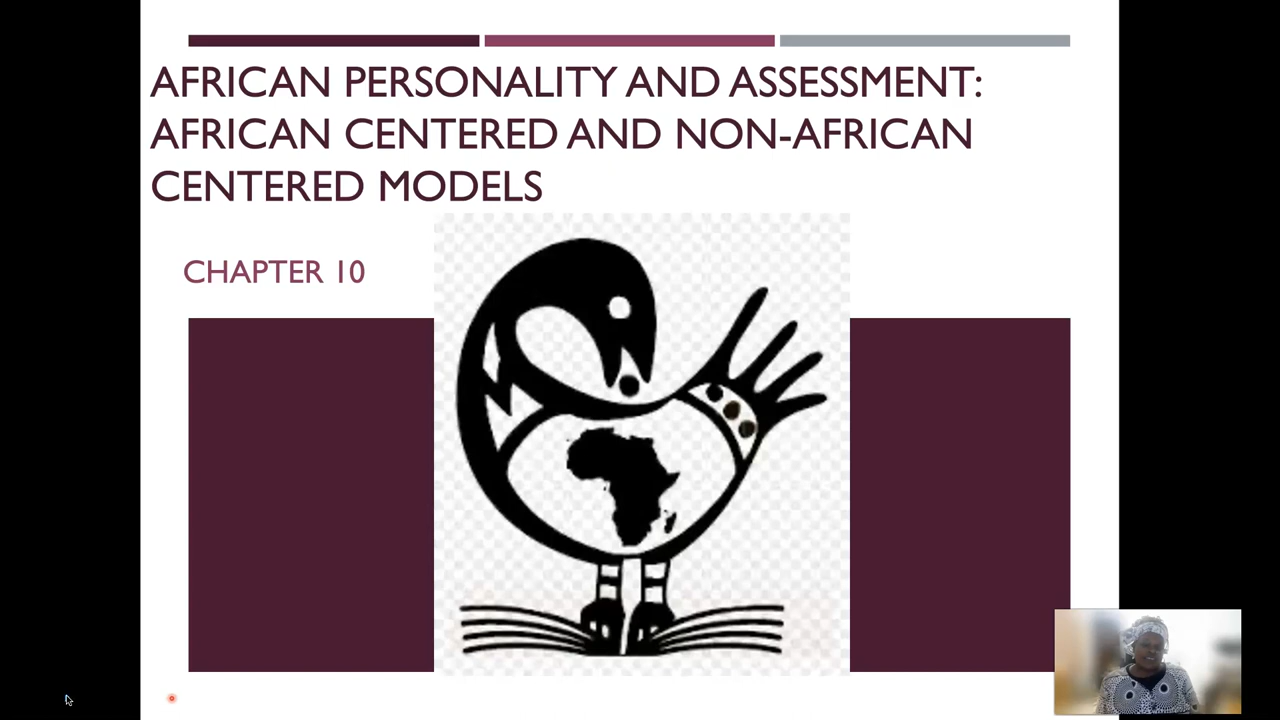 AFRICAN PERSONALITY AND ASSESSMENT:
AFRICAN CENTERED AND NON-AFRICAN
CENTERED MODELS
CHAPTER 10